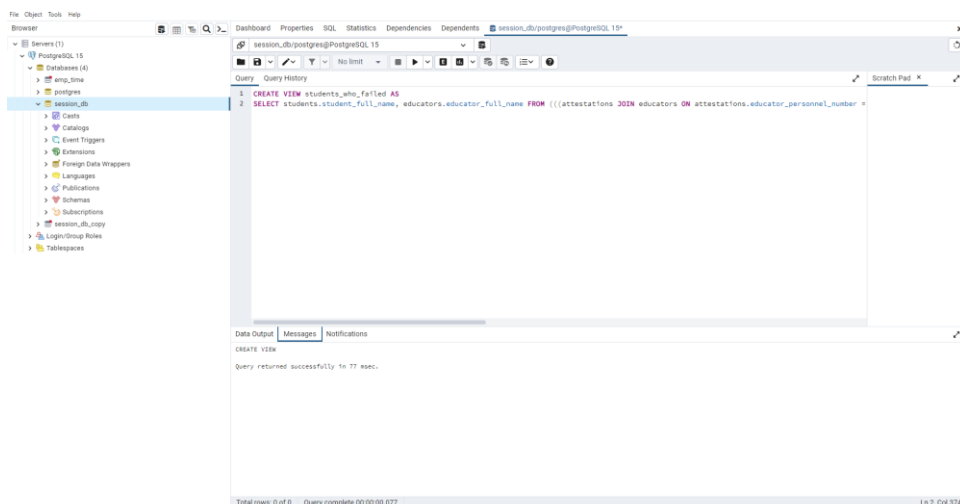 File Object Tools Help
Browser
Dashboard Properties SQL Statistics Dependencies Dependents session_db/postgres@PostgreSQL 15*
Servers (1)
PostgreSQL 15
Databases (4)
emp_time
postgres
session_db
Casts
Catalogs
Event Triggers
Extensions
Foreign Data Wrappers
Languages
Publications
Schemas
Subscriptions
session_db_copy
Login/Group Roles
Tablespaces
session_db/postgres@PostgreSQL 15
No limit
Query Query History
Scratch Pad
1 CREATE VIEW students_who_failed AS
2 SELECT students.student_full_name, educators.educator_full_name FROM (((attestations JOIN educators ON attestations.educator_personnel_number =
Data Output Messages Notifications
CREATE VIEW
Query returned successfully in 77 msec.
Total rows: 0 of 0 Query complete 00:00:00.077
Ln 2, Col 374